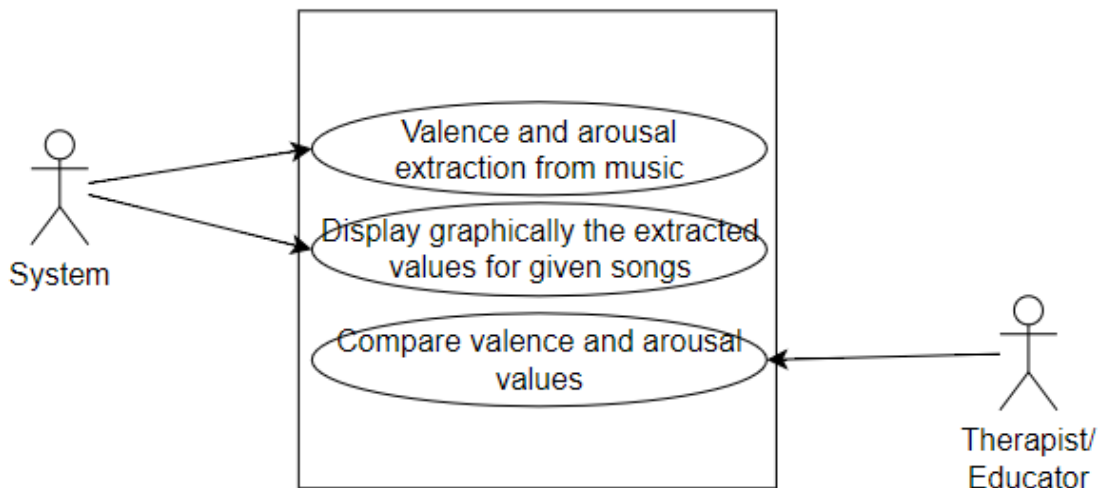 Valence and arousal
extraction from music
Display graphically the extracted
values for given songs
System
Compare valence and arousal
values
Therapist/
Educator